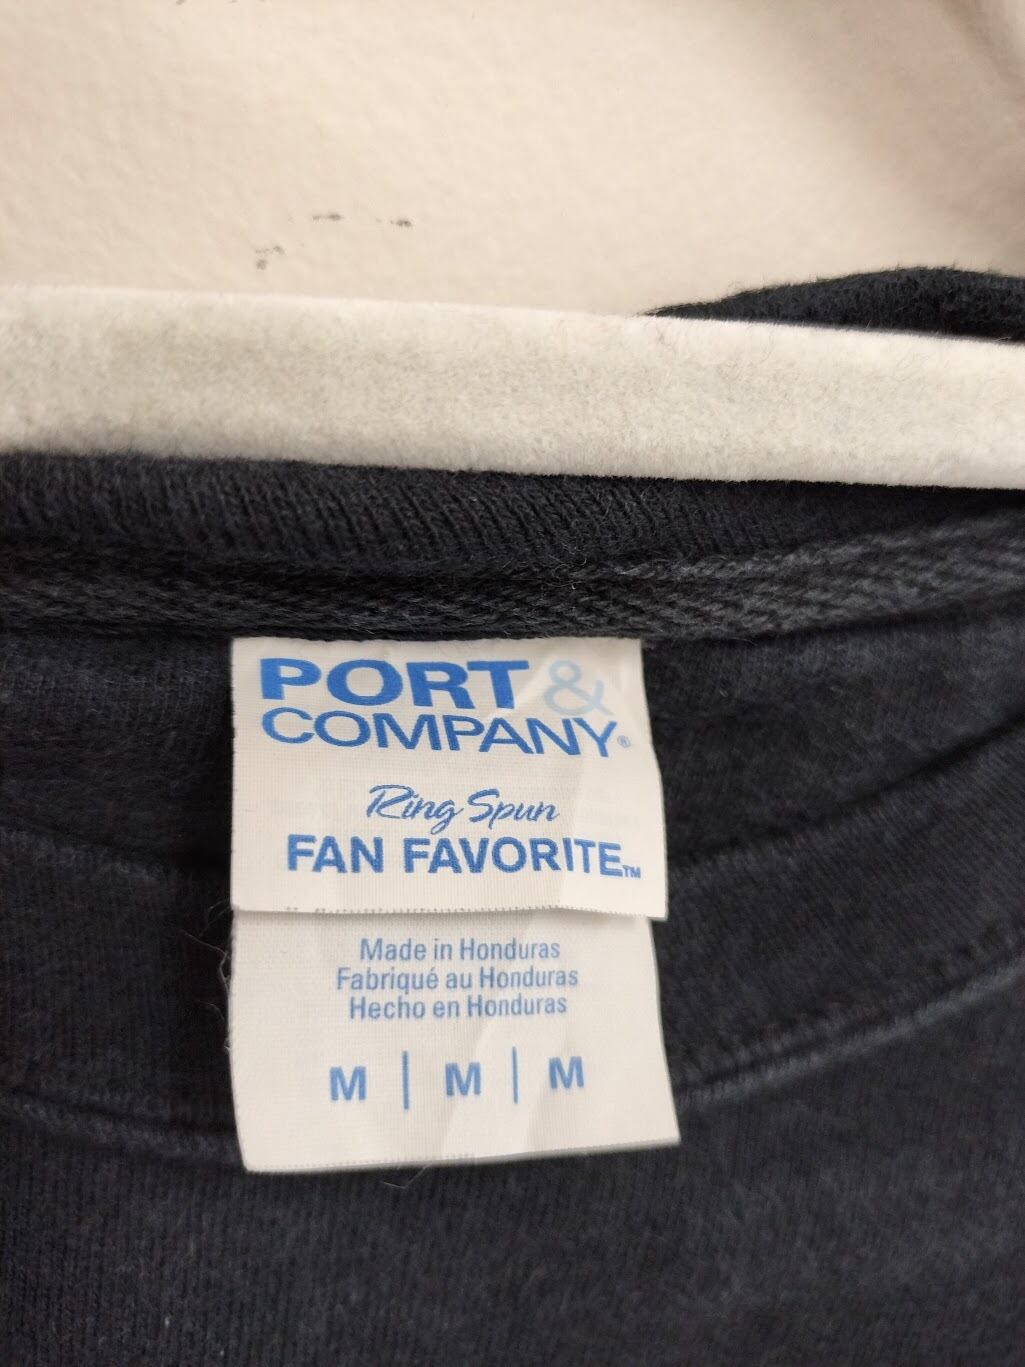 PORT &
COMPANY®
Ring Spun
FAN FAVORITE™
Made in Honduras
Fabriqué au Honduras
Hecho en Honduras
M | M | M